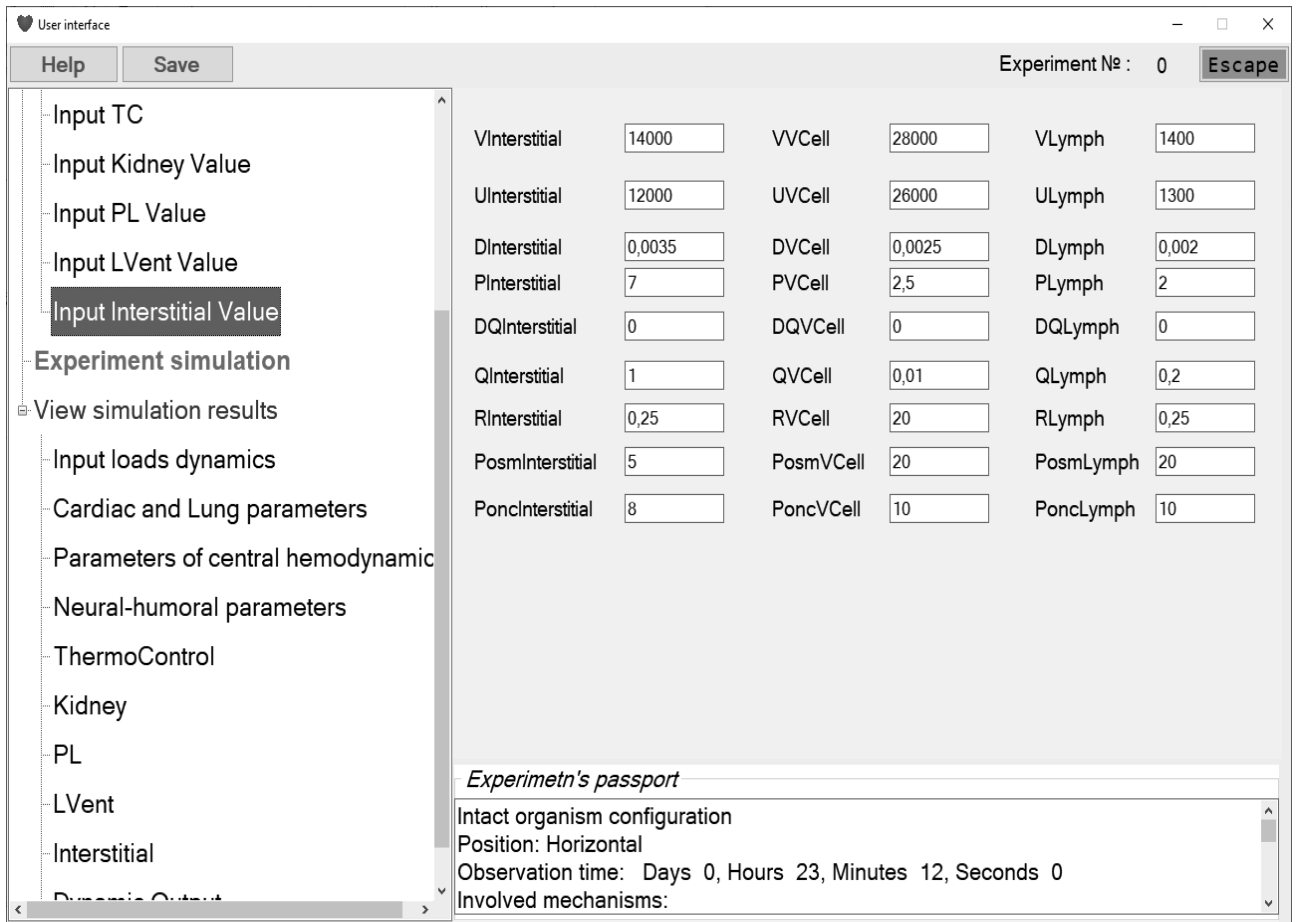 User interface
Help Save Experiment № : 0 Escape
Input TC
Input Kidney Value
Input PL Value
Input LVent Value
Input Interstitial Value
Experiment simulation
View simulation results
Input loads dynamics
Cardiac and Lung parameters
Parameters of central hemodynamic
Neural-humoral parameters
ThermoControl
Kidney
PL
LVent
Interstitial
Dynamic Output
VInterstitial 14000 VVCell 28000 VLymph 1400
UInterstitial 12000 UVCell 26000 ULymph 1300
DInterstitial 0,0035 DVCell 0,0025 DLymph 0,002
PInterstitial 7 PVCell 2,5 PLymph 2
DQInterstitial 0 DQVCell 0 DQLymph 0
QInterstitial 1 QVCell 0,01 QLymph 0,2
RInterstitial 0,25 RVCell 20 RLymph 0,25
PosmInterstitial 5 PosmVCell 20 PosmLymph 20
PoncInterstitial 8 PoncVCell 10 PoncLymph 10
Experimetn's passport
Intact organism configuration
Position: Horizontal
Observation time: Days 0, Hours 23, Minutes 12, Seconds 0
Involved mechanisms: